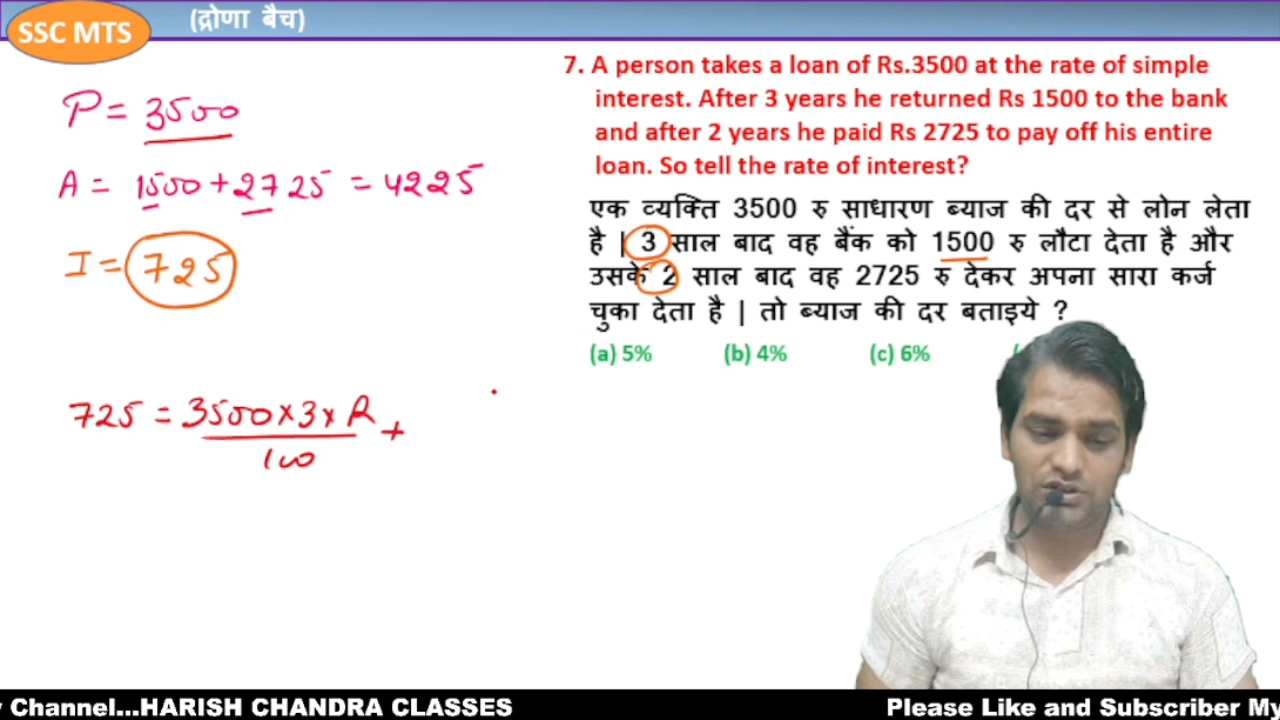 SSC MTS
(द्रोणा बैच)
P = 3500
A = 1500 + 2725 = 4225
I = 725
725 = 3500 × 3 × R +
100
7. A person takes a loan of Rs.3500 at the rate of simple
interest. After 3 years he returned Rs 1500 to the bank
and after 2 years he paid Rs 2725 to pay off his entire
loan. So tell the rate of interest?
एक व्यक्ति 3500 रु साधारण ब्याज की दर से लोन लेता
है | 3 साल बाद वह बैंक को 1500 रु लौटा देता है और
उसके 2 साल बाद वह 2725 रु देकर अपना सारा कर्ज
चुका देता है | तो ब्याज की दर बताइये ?
(a) 5% (b) 4% (c) 6%
Channel...HARISH CHANDRA CLASSES
Please Like and Subscriber My